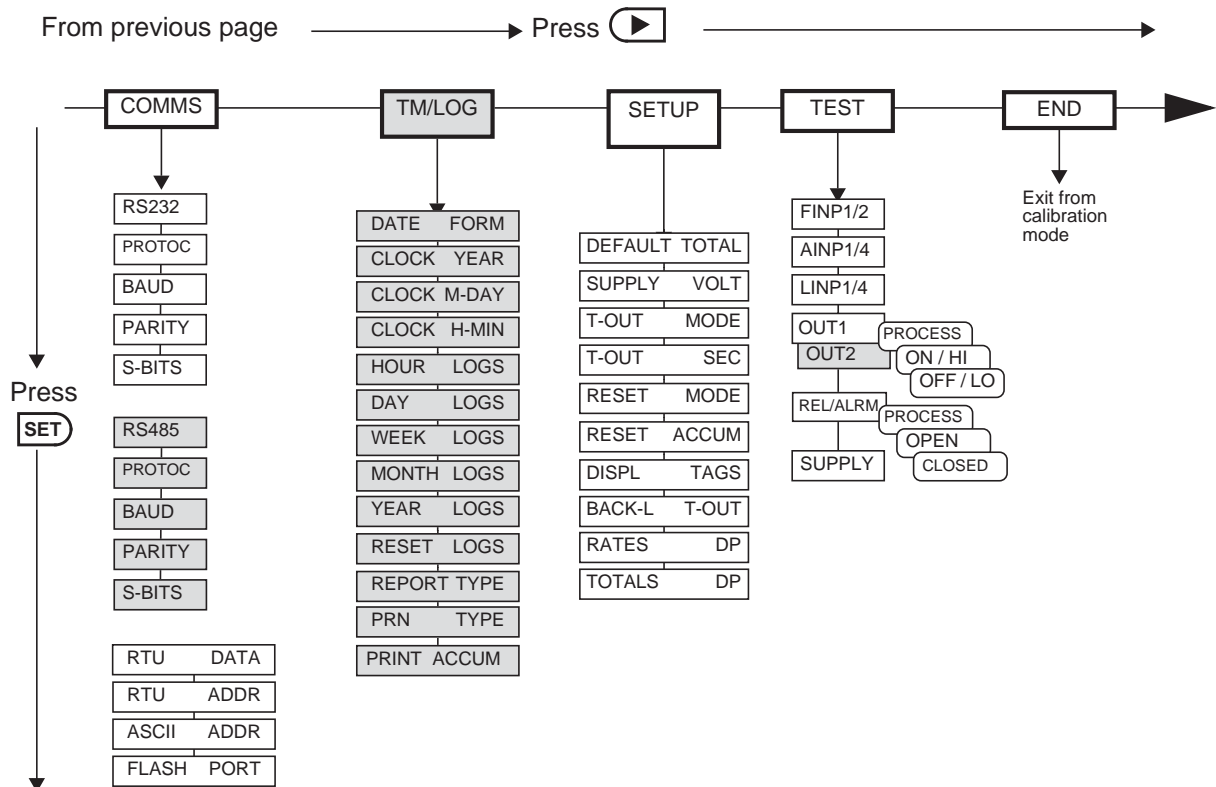 From previous page
Press
COMMS
TM/LOG
SETUP
TEST
END
Press
SET
RS232
PROTOC
BAUD
PARITY
S-BITS
RS485
PROTOC
BAUD
PARITY
S-BITS
RTU DATA
RTU ADDR
ASCII ADDR
FLASH PORT
DATE FORM
CLOCK YEAR
CLOCK M-DAY
CLOCK H-MIN
HOUR LOGS
DAY LOGS
WEEK LOGS
MONTH LOGS
YEAR LOGS
RESET LOGS
REPORT TYPE
PRN TYPE
PRINT ACCUM
DEFAULT TOTAL
SUPPLY VOLT
T-OUT MODE
T-OUT SEC
RESET MODE
RESET ACCUM
DISPL TAGS
BACK-L T-OUT
RATES DP
TOTALS DP
FINP1/2
AINP1/4
LINP1/4
OUT1
OUT2
PROCESS
ON / HI
OFF / LO
REL/ALRM
PROCESS
OPEN
CLOSED
SUPPLY
Exit from
calibration
mode